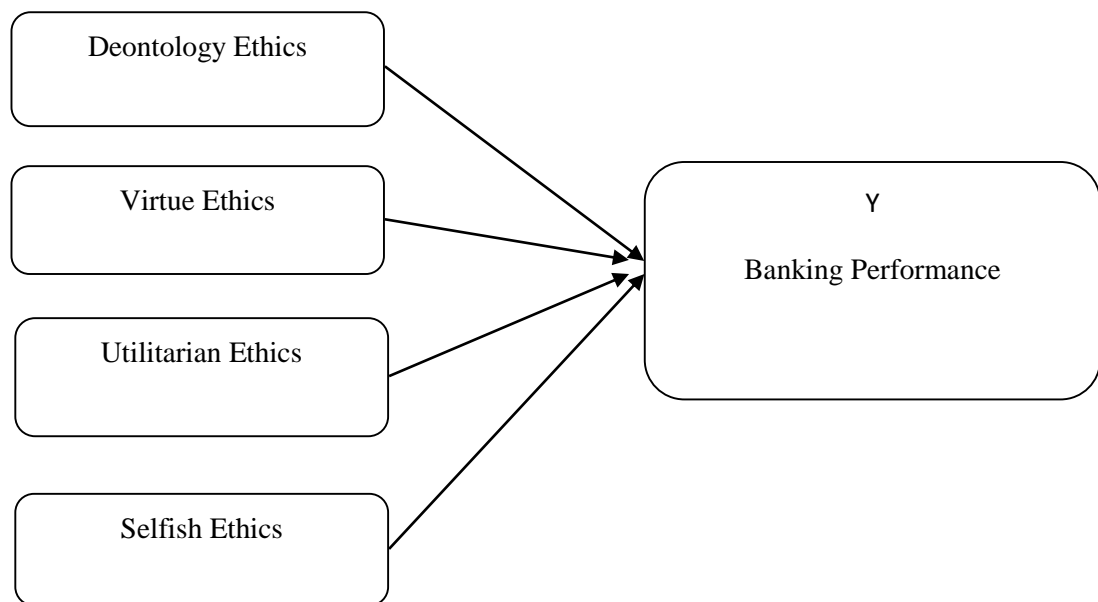 Deontology Ethics
Virtue Ethics
Y
Banking Performance
Utilitarian Ethics
Selfish Ethics